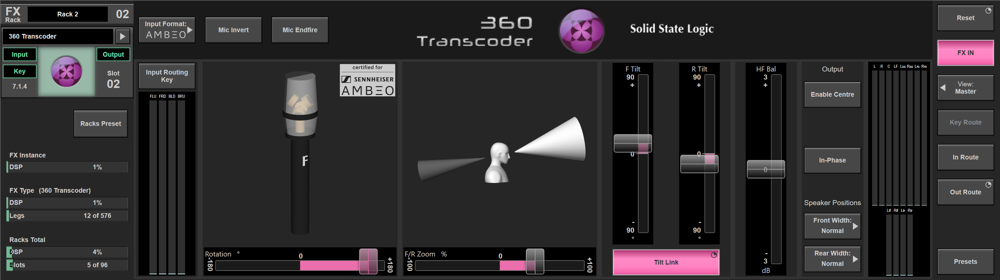 FX
Rack
Rack 2
02
360 Transcoder
Input
Output
Key
Slot
02
7.1.4
Racks Preset
FX Instance
DSP 1%
FX Type (360 Transcoder)
DSP 1%
Legs 12 of 576
Racks Total
DSP 4%
Slots 5 of 96
Input Format:
AMBEO
Mic Invert
Mic Endfire
360
Transcoder
Solid State Logic
Input Routing
Key
FLU FRD BLD BRU
certified for
SENNHEISER
AMBEO
F
Rotation °
0
-180
+180
F/R Zoom %
0
-100
+100
F Tilt
90
+
0
-
90
°
R Tilt
90
+
0
-
90
°
Tilt Link
HF Bal
3
+
0
-
3
dB
Output
Enable Centre
In-Phase
Speaker Positions
Front Width:
Normal
Rear Width:
Normal
L R C LF Lss Rss Lrs Rrs
Ltf Rtf Ltr Rtr
Reset
FX IN
View:
Master
Key Route
In Route
Out Route
Presets